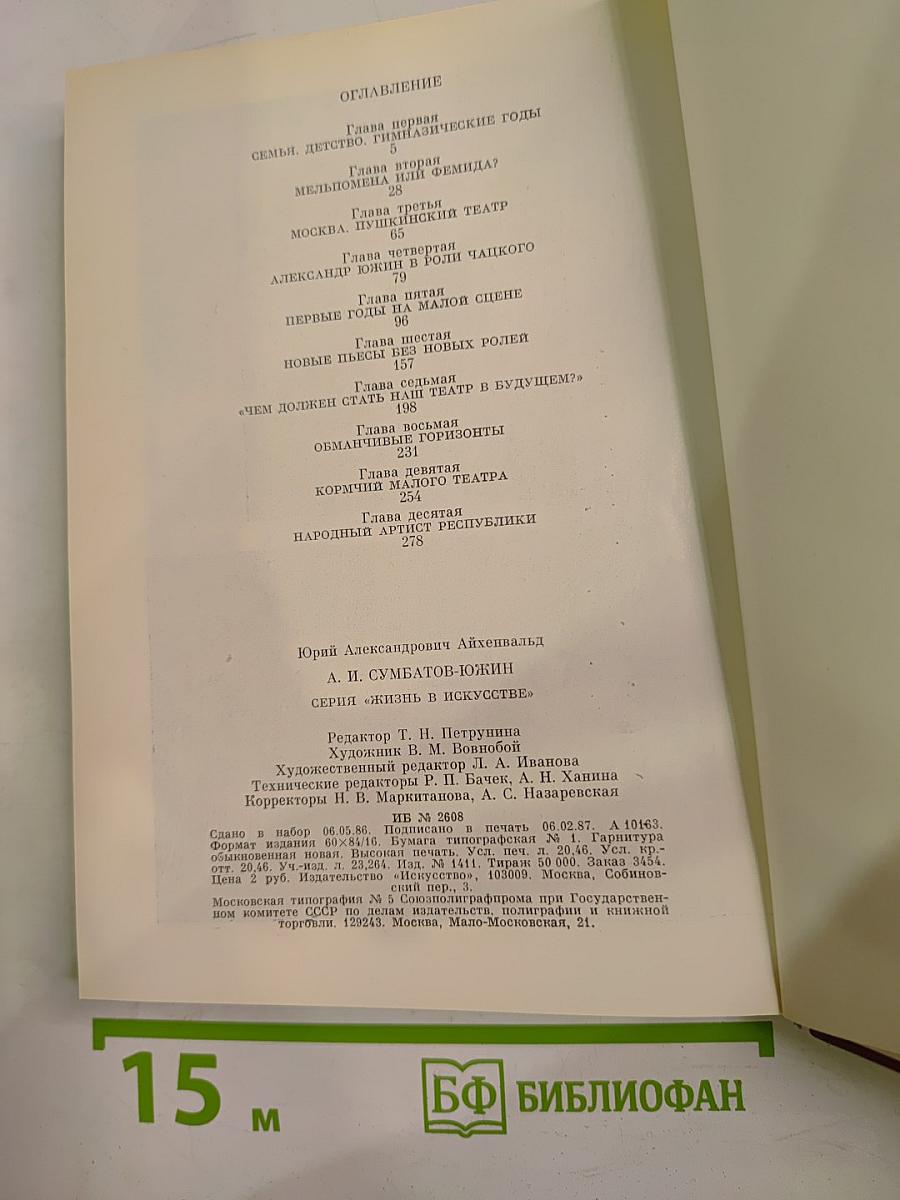 ОГЛАВЛЕНИЕ
Глава первая
СЕМЬЯ. ДЕТСТВО. ГИМНАЗИЧЕСКИЕ ГОДЫ
5
Глава вторая
МЕЛЬПОМЕНА ИЛИ ФЕМИДА?
28
Глава третья
МОСКВА. ПУШКИНСКИЙ ТЕАТР
65
Глава четвертая
АЛЕКСАНДР ЮЖИН В РОЛИ ЧАЦКОГО
79
Глава пятая
ПЕРВЫЕ ГОДЫ НА МАЛОЙ СЦЕНЕ
96
Глава шестая
НОВЫЕ ПЬЕСЫ БЕЗ НОВЫХ РОЛЕЙ
157
Глава седьмая
«ЧЕМ ДОЛЖЕН СТАТЬ НАШ ТЕАТР В БУДУЩЕМ?»
198
Глава восьмая
ОБМАНЧИВЫЕ ГОРИЗОНТЫ
231
Глава девятая
КОРМЧИЙ МАЛОГО ТЕАТРА
254
Глава десятая
НАРОДНЫЙ АРТИСТ РЕСПУБЛИКИ
278
Юрий Александрович Айхенвальд
А. И. СУМБАТОВ-ЮЖИН
СЕРИЯ «ЖИЗНЬ В ИСКУССТВЕ»
Редактор Т. Н. Петрунина
Художник В. М. Вовнобой
Художественный редактор Л. А. Иванова
Технические редакторы Р. П. Бачек, А. Н. Ханина
Корректоры Н. В. Маркитанова, А. С. Назаревская
ИБ № 2608
Сдано в набор 06.05.86. Подписано в печать 06.02.87. А 10163.
Формат издания 60×84/16. Бумага типографская № 1. Гарнитура
обыкновенная новая. Высокая печать. Усл. печ. л. 20,46. Усл. кр.-
отт. 20,46. Уч.-изд. л. 23,264. Изд. № 1411. Тираж 50 000. Заказ 3454.
Цена 2 руб. Издательство «Искусство», 103009. Москва, Собинов-
ский пер., 3.
Московская типография № 5 Союзполиграфпрома при Государствен-
ном комитете СССР по делам издательств, полиграфии и книжной
торговли. 129243. Москва, Мало-Московская, 21.
15 м
БФ БИБЛИОФАН